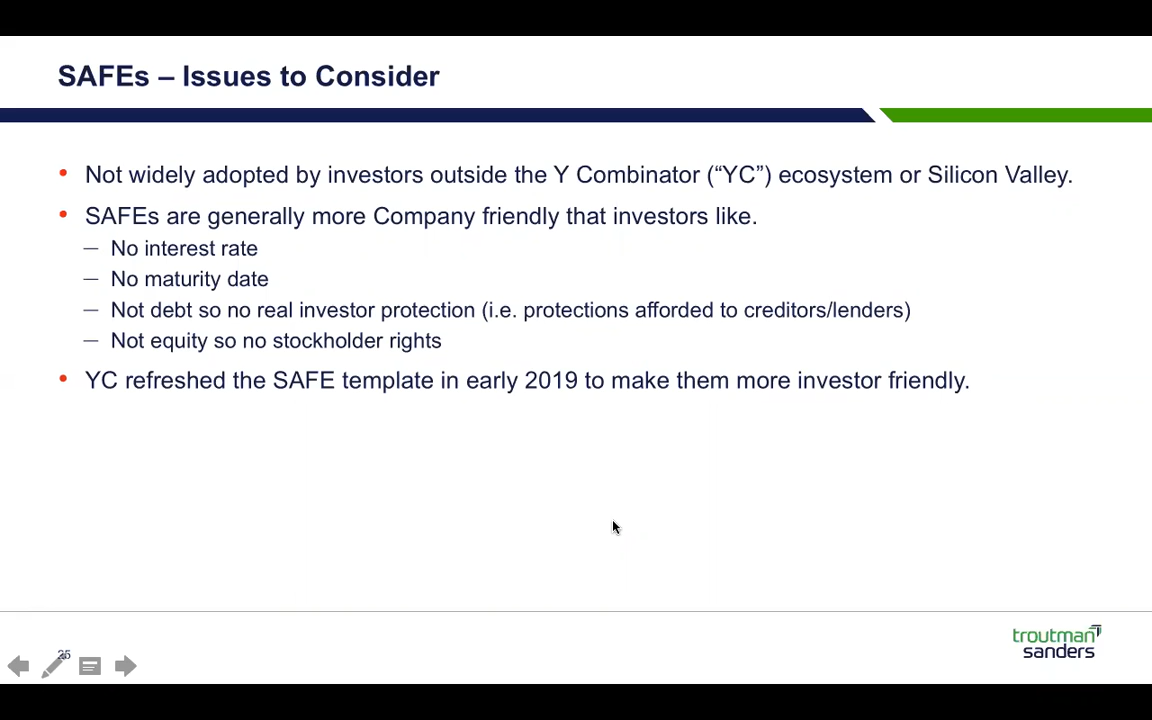 SAFEs – Issues to Consider
• Not widely adopted by investors outside the Y Combinator (“YC”) ecosystem or Silicon Valley.
• SAFEs are generally more Company friendly that investors like.
— No interest rate
— No maturity date
— Not debt so no real investor protection (i.e. protections afforded to creditors/lenders)
— Not equity so no stockholder rights
• YC refreshed the SAFE template in early 2019 to make them more investor friendly.
25
troutman
sanders